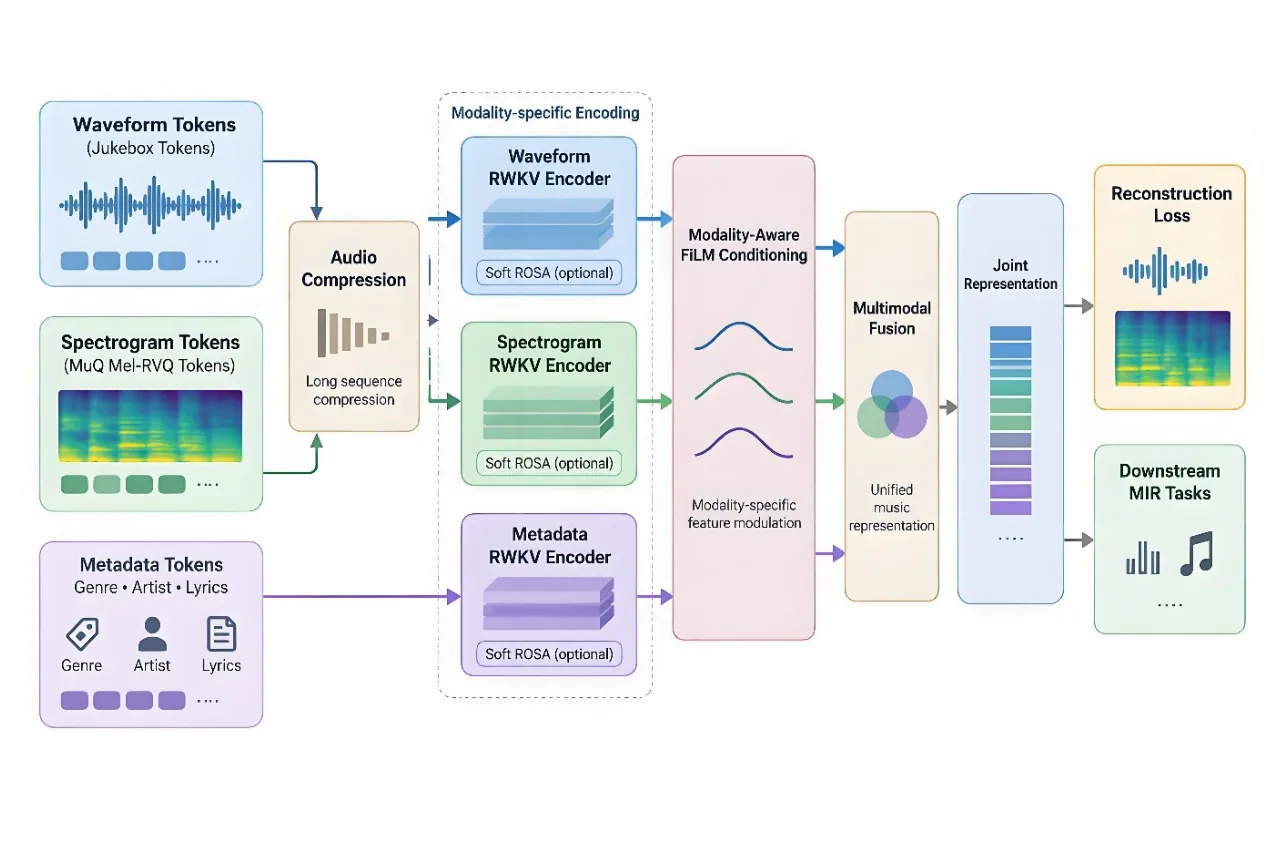 Waveform Tokens
(Jukebox Tokens)
....
Spectrogram Tokens
(MuQ Mel-RVQ Tokens)
....
Metadata Tokens
Genre • Artist • Lyrics
Genre Artist Lyrics
....
Audio
Compression
Long sequence
compression
Modality-specific Encoding
Waveform
RWKV Encoder
Soft ROSA (optional)
Spectrogram
RWKV Encoder
Soft ROSA (optional)
Metadata
RWKV Encoder
Soft ROSA (optional)
Modality-Aware
FiLM Conditioning
Modality-specific
feature modulation
Multimodal
Fusion
Unified
music
representation
Joint
Representation
....
Reconstruction
Loss
Downstream
MIR Tasks
....